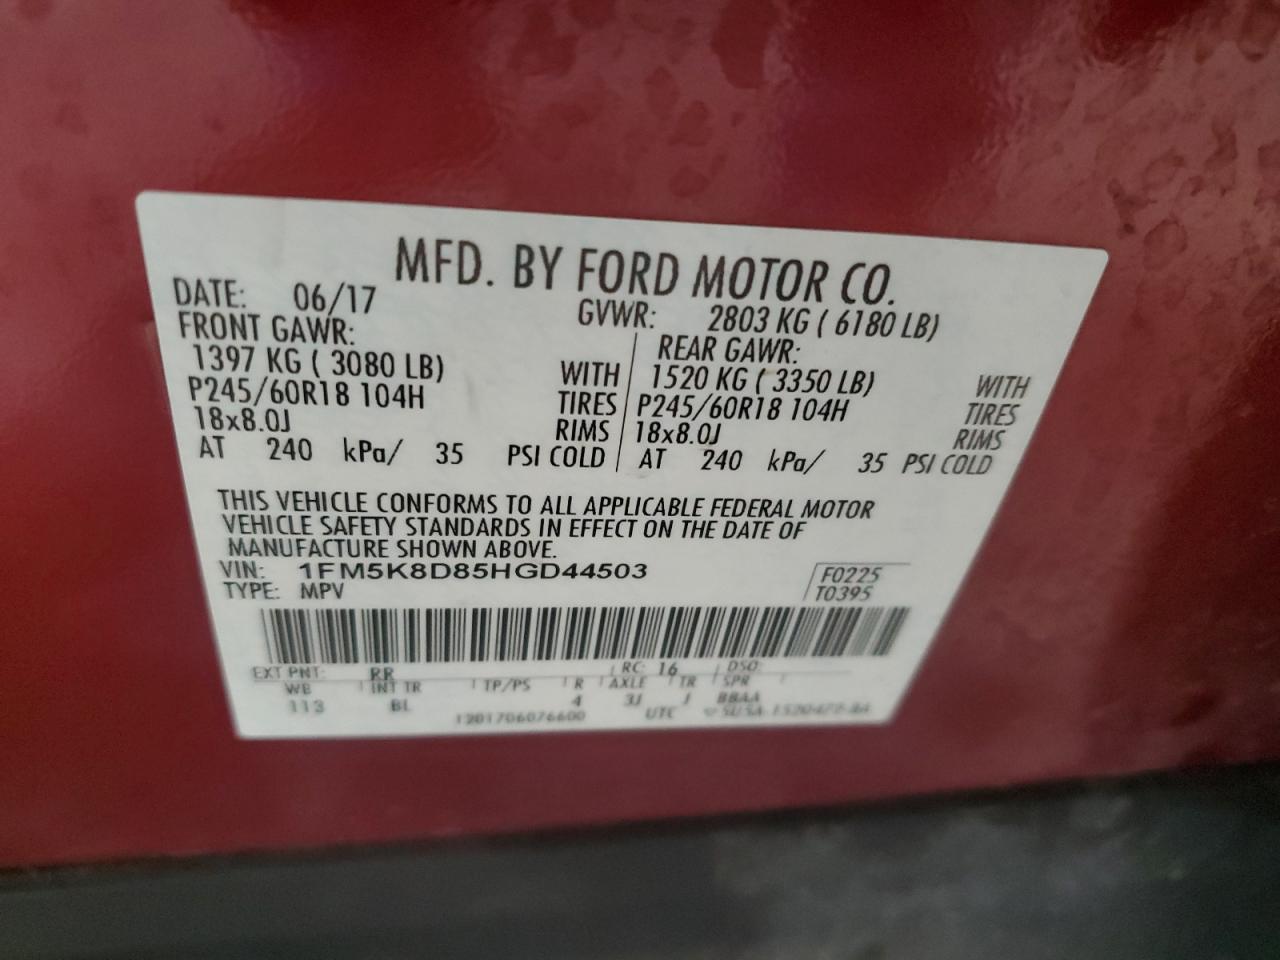 MFD. BY FORD MOTOR CO.
DATE: 06/17 GVWR: 2803 KG ( 6180 LB)
FRONT GAWR: REAR GAWR:
1397 KG ( 3080 LB) WITH 1520 KG ( 3350 LB) WITH
P245/60R18 104H TIRES P245/60R18 104H TIRES
18x8.0J RIMS 18x8.0J RIMS
AT 240 kPa/ 35 PSI COLD AT 240 kPa/ 35 PSI COLD
THIS VEHICLE CONFORMS TO ALL APPLICABLE FEDERAL MOTOR
VEHICLE SAFETY STANDARDS IN EFFECT ON THE DATE OF
MANUFACTURE SHOWN ABOVE.
VIN: 1FM5K8D85HGD44503 F0225
TYPE: MPV T0395
EXT PNT: RR RC: 16 DSO:
WB INT TR TP/PS R AXLE TR SPR
113 BL 4 3J J BBAA
1201706076600 UTC